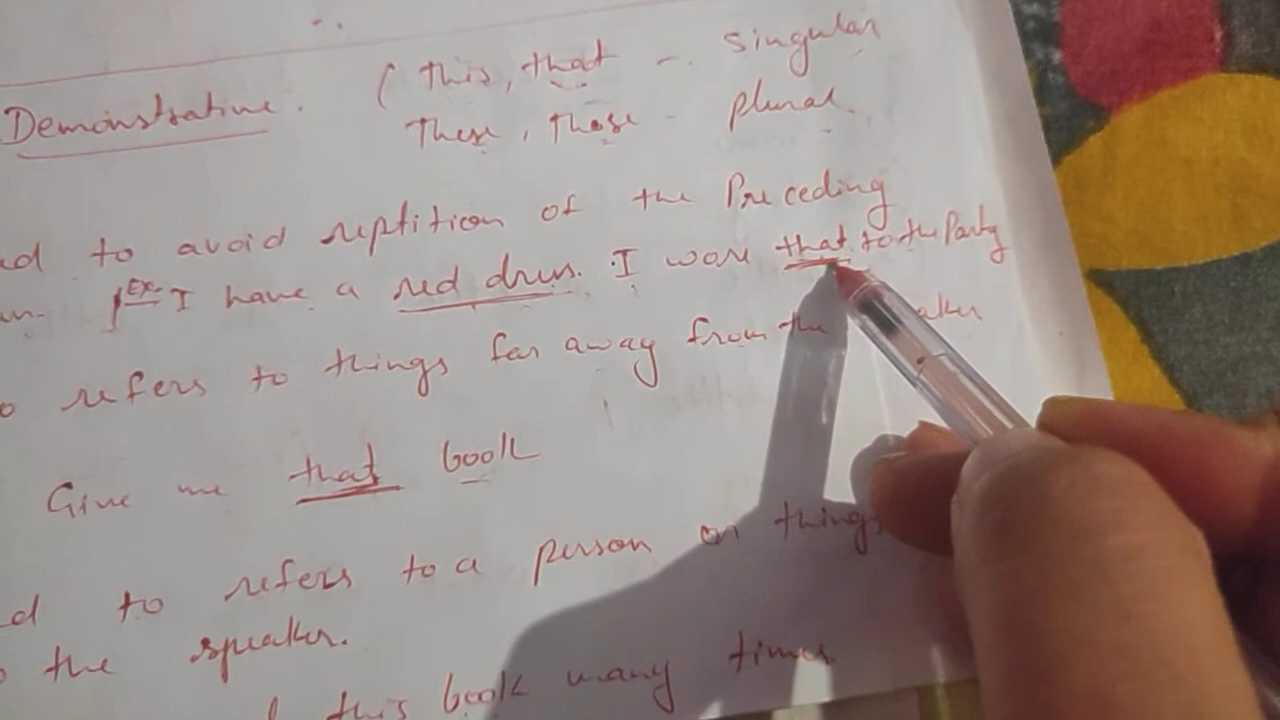 Demonstrative. ( this, that - singular
These, those - plural
to avoid reptition of the Preceding
Ex- I have a red dress. I wore that to the Party
refers to things far away from the
Give me that book
to refers to a person or things
the speaker.
this book many times